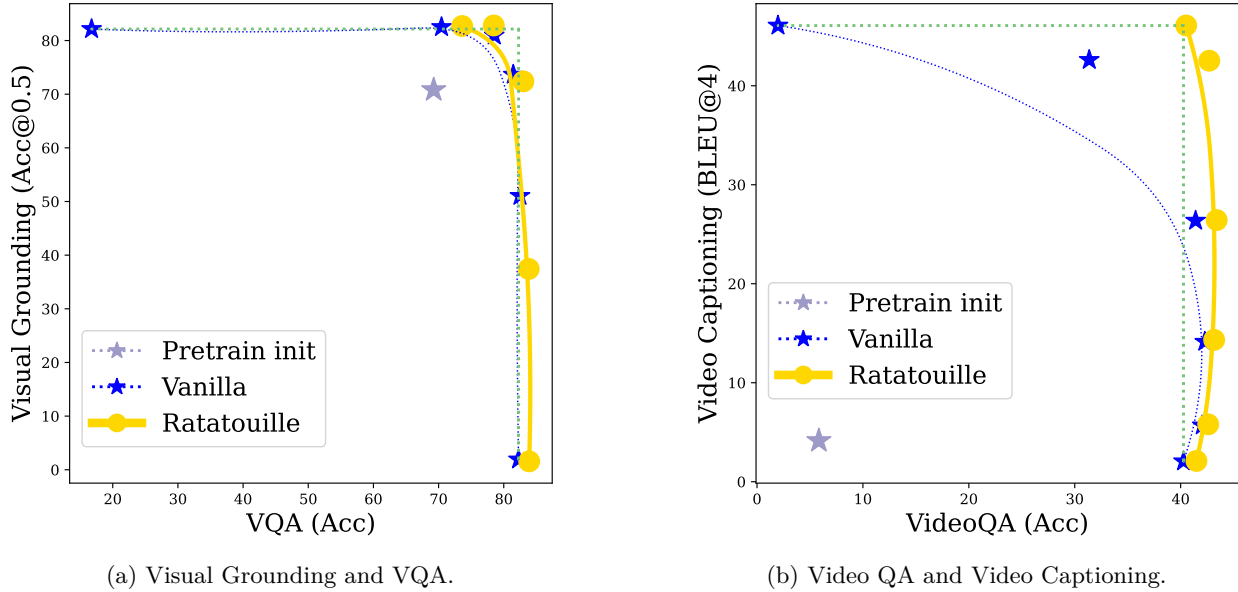 80
70
60
50
40
30
20
10
0
Visual Grounding (Acc@0.5)
Pretrain init
Vanilla
Ratatouille
20
30
40
50
60
70
80
VQA (Acc)
(a) Visual Grounding and VQA.
40
30
20
10
0
Video Captioning (BLEU@4)
Pretrain init
Vanilla
Ratatouille
0
10
20
30
40
VideoQA (Acc)
(b) Video QA and Video Captioning.